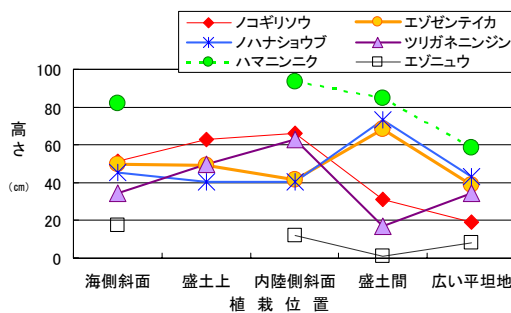 ノコギリソウ
エゾゼンテイカ
ノハナショウブ
ツリガネニンジン
ハマニンニク
エゾニュウ
高さ
(㎝)
100
80
60
40
20
0
海側斜面
盛土上
内陸側斜面
盛土間
広い平坦地
植栽位置